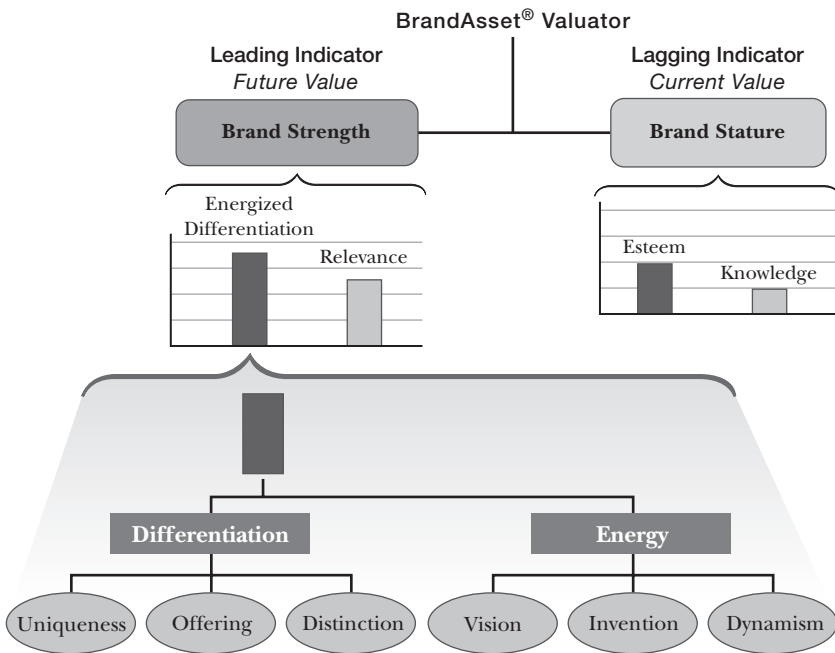 BrandAsset® Valuator
Leading Indicator
Future Value
Lagging Indicator
Current Value
Brand Strength
Brand Stature
Energized
Differentiation
Relevance
Esteem
Knowledge
Differentiation
Energy
Uniqueness
Offering
Distinction
Vision
Invention
Dynamism